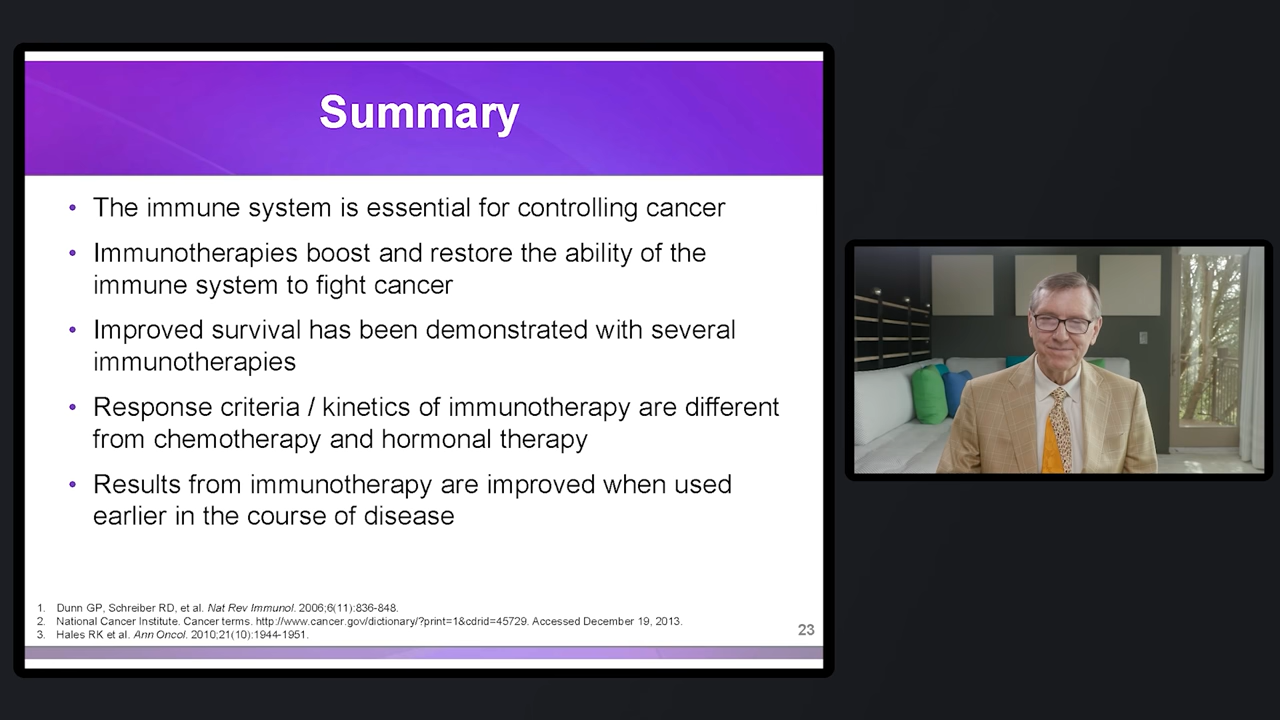 Summary
• The immune system is essential for controlling cancer
• Immunotherapies boost and restore the ability of the
immune system to fight cancer
• Improved survival has been demonstrated with several
immunotherapies
• Response criteria / kinetics of immunotherapy are different
from chemotherapy and hormonal therapy
• Results from immunotherapy are improved when used
earlier in the course of disease
1. Dunn GP, Schreiber RD, et al. Nat Rev Immunol. 2006;6(11):836-848.
2. National Cancer Institute. Cancer terms. http://www.cancer.gov/dictionary/?print=1&cdrid=45729. Accessed December 19, 2013.
3. Hales RK et al. Ann Oncol. 2010;21(10):1944-1951.
23